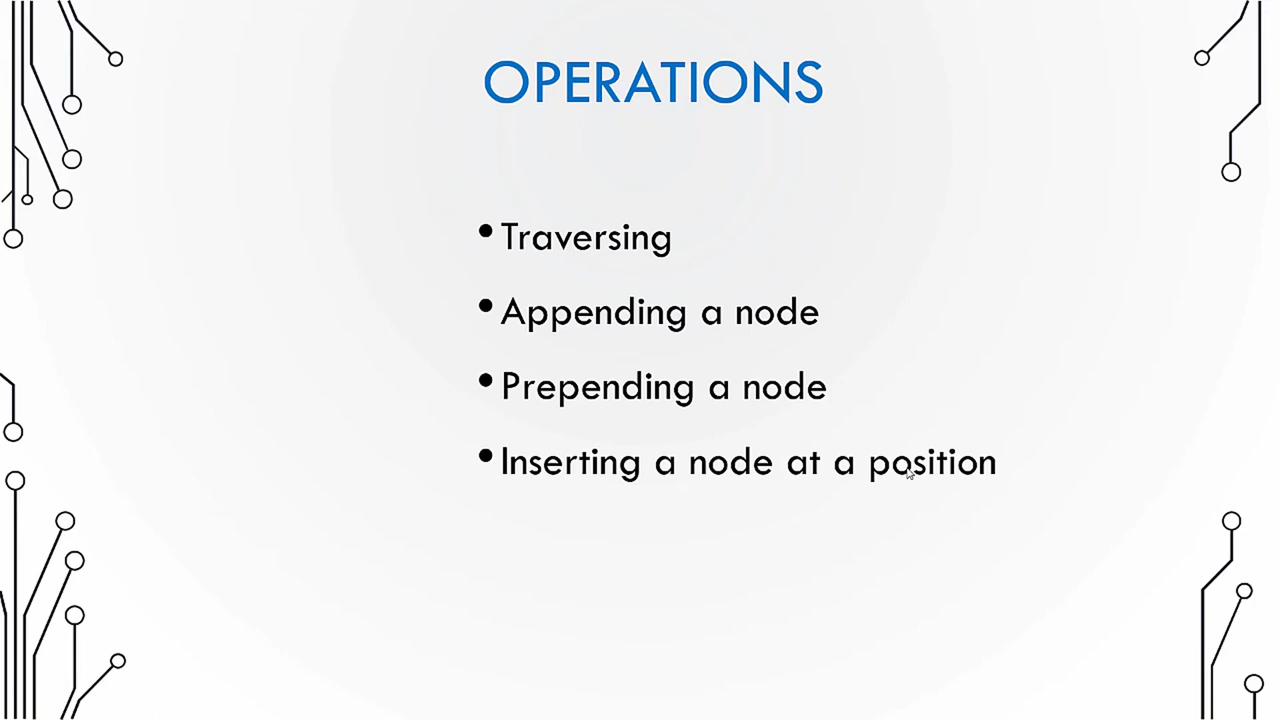 OPERATIONS
• Traversing
• Appending a node
• Prepending a node
• Inserting a node at a position